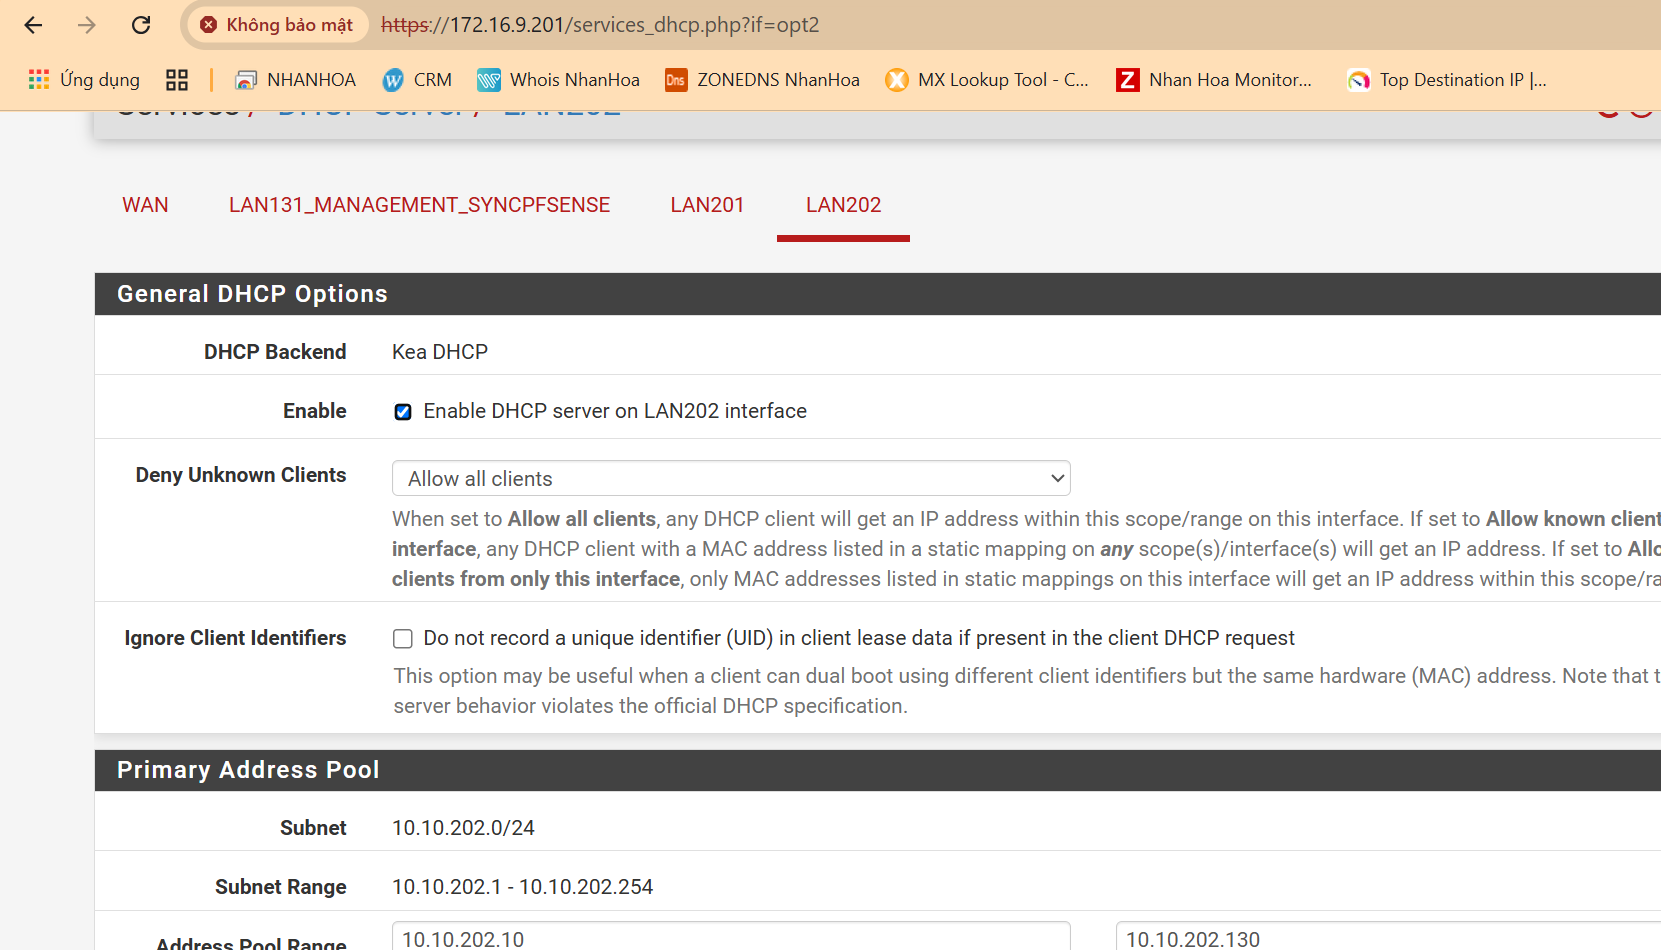 Không bảo mật https://172.16.9.201/services_dhcp.php?if=opt2
Ứng dụng NHANHOA CRM Whois NhanHoa Dns ZONEDNS NhanHoa MX Lookup Tool - C... Z Nhan Hoa Monitor... Top Destination IP |...
Services / DHCP Server / LAN202
WAN LAN131_MANAGEMENT_SYNCPFSENSE LAN201 LAN202
General DHCP Options
DHCP Backend Kea DHCP
Enable Enable DHCP server on LAN202 interface
Deny Unknown Clients Allow all clients
When set to Allow all clients, any DHCP client will get an IP address within this scope/range on this interface. If set to Allow known client
interface, any DHCP client with a MAC address listed in a static mapping on any scope(s)/interface(s) will get an IP address. If set to Allo
clients from only this interface, only MAC addresses listed in static mappings on this interface will get an IP address within this scope/ra
Ignore Client Identifiers Do not record a unique identifier (UID) in client lease data if present in the client DHCP request
This option may be useful when a client can dual boot using different client identifiers but the same hardware (MAC) address. Note that t
server behavior violates the official DHCP specification.
Primary Address Pool
Subnet 10.10.202.0/24
Subnet Range 10.10.202.1 - 10.10.202.254
Address Pool Range 10.10.202.10 10.10.202.130